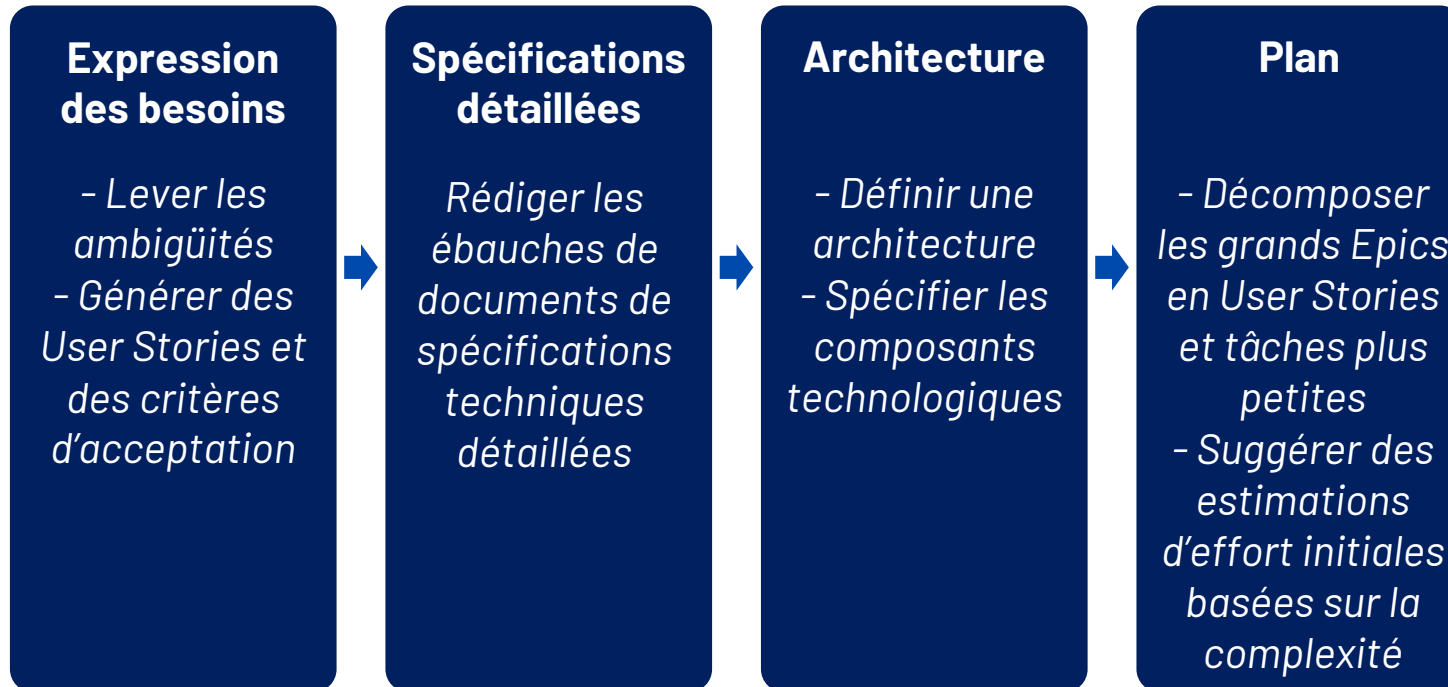 Expression
des besoins
- Lever les
ambigüités
- Générer des
User Stories et
des critères
d'acceptation
Spécifications
détaillées
Rédiger les
ébauches de
documents de
spécifications
techniques
détaillées
Architecture
- Définir une
architecture
- Spécifier les
composants
technologiques
Plan
- Décomposer
les grands Epics
en User Stories
et tâches plus
petites
- Suggérer des
estimations
d'effort initiales
basées sur la
complexité